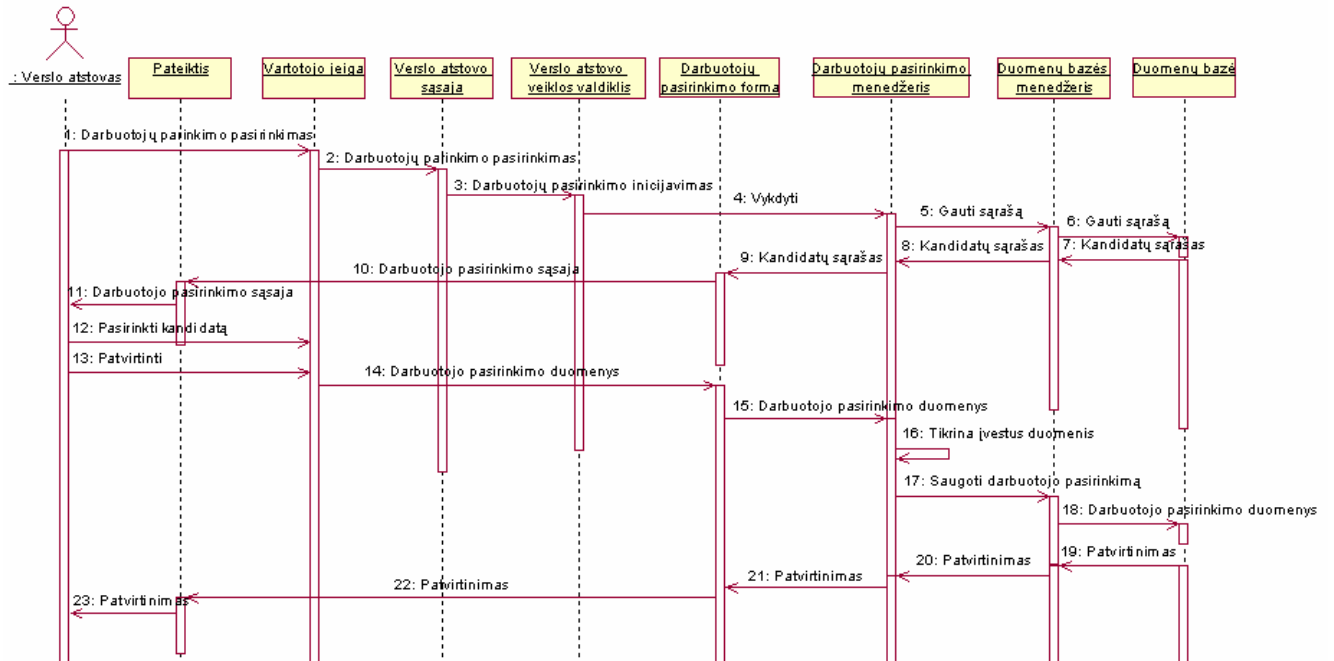 : Verslo atstovas
Pateiktis
Vartotojo įeiga
Verslo atstovo
sąsaja
Verslo atstovo
veiklos valdiklis
Darbuotojų
pasirinkimo forma
Darbuotojų pasirinkimo
menedžeris
Duomenų bazės
menedžeris
Duomenų bazė
1: Darbuotojų parinkimo pasirinkimas
2: Darbuotojų parinkimo pasirinkimas
3: Darbuotojų pasirinkimo inicijavimas
4: Vykdyti
5: Gauti sąrašą
6: Gauti sąrašą
7: Kandidatų sąrašas
8: Kandidatų sąrašas
9: Kandidatų sąrašas
10: Darbuotojo pasirinkimo sąsaja
11: Darbuotojo pasirinkimo sąsaja
12: Pasirinkti kandidatą
13: Patvirtinti
14: Darbuotojo pasirinkimo duomenys
15: Darbuotojo pasirinkimo duomenys
16: Tikrina įvestus duomenis
17: Saugoti darbuotojo pasirinkimą
18: Darbuotojo pasirinkimo duomenys
19: Patvirtinimas
20: Patvirtinimas
21: Patvirtinimas
22: Patvirtinimas
23: Patvirtinimas